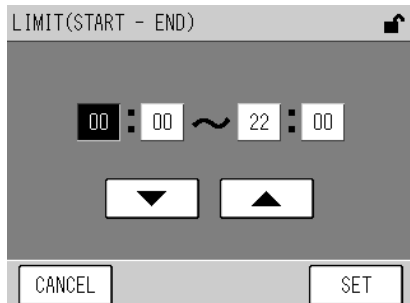 LIMIT(START - END)
00 : 00 ～ 22 : 00
CANCEL SET